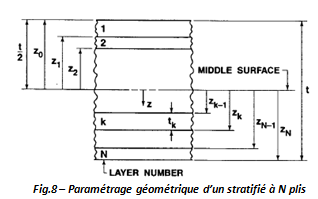 1
t/2
z0
2
z1
z2
MIDDLE SURFACE
t
z
zk–1
k
tk
zk
zN–1
zN
N
LAYER NUMBER
Fig.8 – Paramétrage géométrique d’un stratifié à N plis